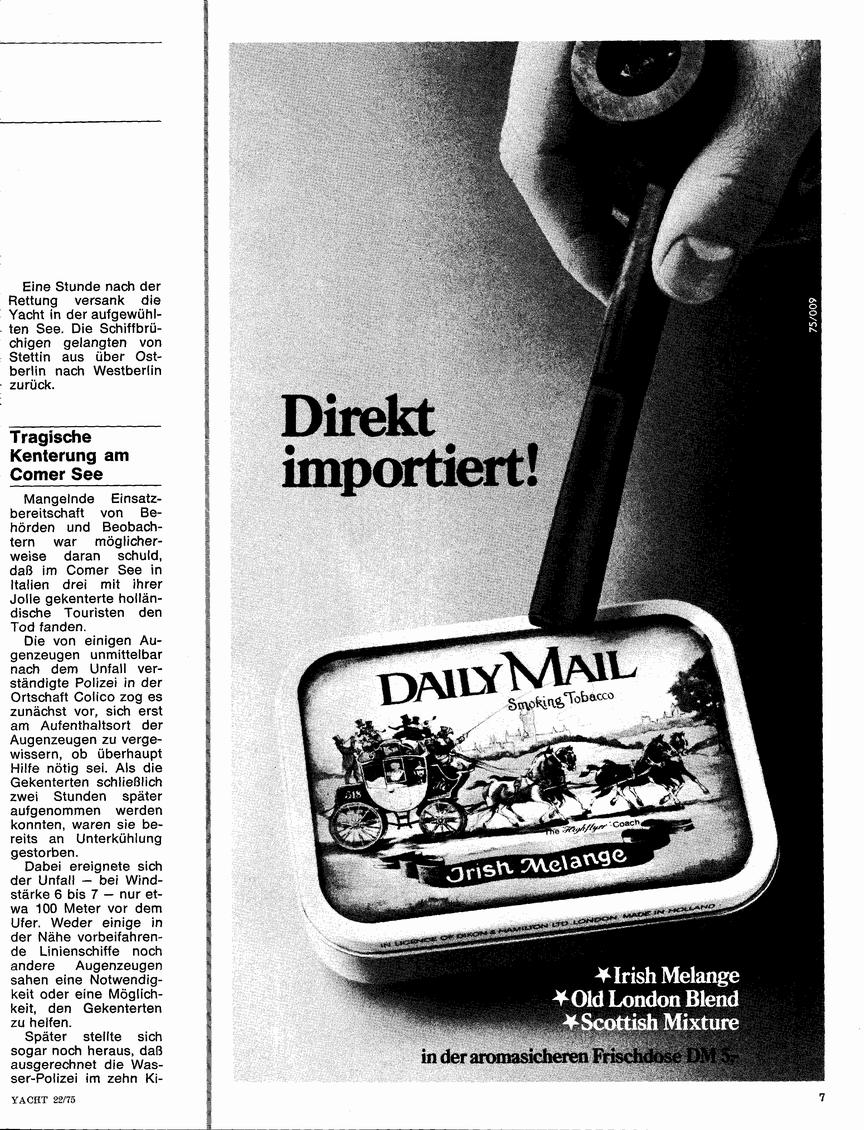 Eine Stunde nach der
Rettung versank die
Yacht in der aufgewühl-
ten See. Die Schiffbrü-
chigen gelangten von
Stettin aus über Ost-
berlin nach Westberlin
zurück.
Tragische
Kenterung am
Comer See
Mangelnde Einsatz-
bereitschaft von Be-
hörden und Beobach-
tern war möglicher-
weise daran schuld,
daß im Comer See in
Italien drei mit ihrer
Jolle gekenterte hollän-
dische Touristen den
Tod fanden.
Die von einigen Au-
genzeugen unmittelbar
nach dem Unfall ver-
ständigte Polizei in der
Ortschaft Colico zog es
zunächst vor, sich erst
am Aufenthaltsort der
Augenzeugen zu verge-
wissern, ob überhaupt
Hilfe nötig sei. Als die
Gekenterten schließlich
zwei Stunden später
aufgenommen werden
konnten, waren sie be-
reits an Unterkühlung
gestorben.
Dabei ereignete sich
der Unfall — bei Wind-
stärke 6 bis 7 — nur et-
wa 100 Meter vor dem
Ufer. Weder einige in
der Nähe vorbeifahren-
de Linienschiffe noch
andere Augenzeugen
sahen eine Notwendig-
keit oder eine Möglich-
keit, den Gekenterten
zu helfen.
Später stellte sich
sogar noch heraus, daß
ausgerechnet die Was-
ser-Polizei im zehn Ki-
YACHT 22/75
75/009
Direkt
importiert!
DAILY MAIL
Smoking Tobacco
318
The Highflyer Coach
Irish Melange
IN LICENCE OF DIXON & HAMILTON LTD. LONDON. MADE IN HOLLAND
★Irish Melange
★Old London Blend
★Scottish Mixture
in der aromasicheren Frischdose DM 5,-
7